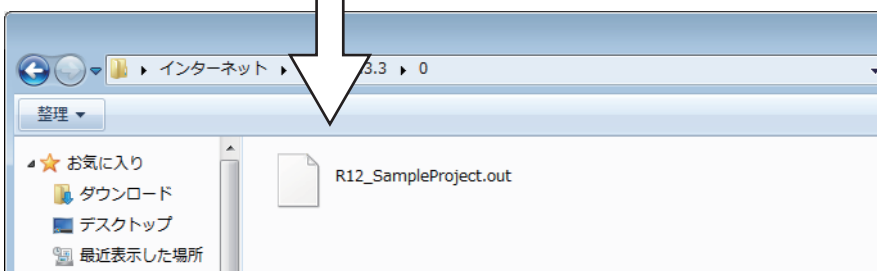 インターネット 3.3 0
整理
お気に入り
R12_SampleProject.out
ダウンロード
デスクトップ
最近表示した場所